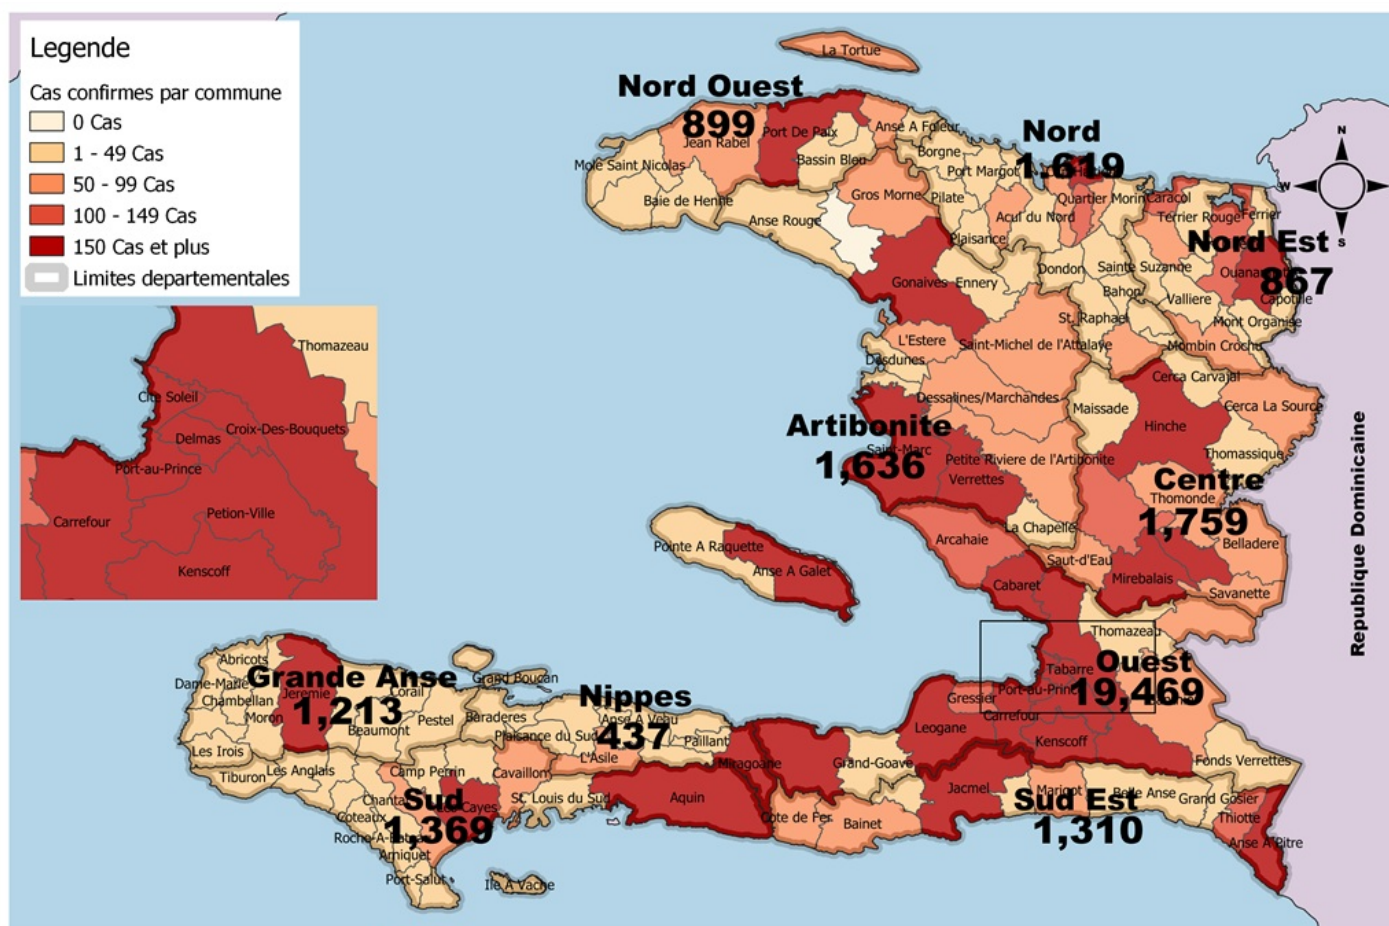 Legende
Cas confirmes par commune
0 Cas
1 - 49 Cas
50 - 99 Cas
100 - 149 Cas
150 Cas et plus
Limites departementales
Thomazeau
Cite Soleil
Delmas
Croix-Des-Bouquets
Port-au-Prince
Petion-Ville
Carrefour
Kenscoff
La Tortue
Nord Ouest
899
Port De Paix
Jean Rabel
Anse A Foleur
Mole Saint Nicolas
Bassin Bleu
Baie de Henne
Anse Rouge
Nord
1.619
Borgne
Port Margot
Pilate
Gros Morne
Acul du Nord
Quartier Morin
Caracol
Plaisance
Terrier Rouge
Ferrier
N
W
S
Nord Est
867
Capotille
Gonaives
Ennery
Dondon
Sainte Suzanne
Bahon
Valliere
St. Raphael
Mont Organise
Mombin Crochu
L'Estere
Saint-Michel de l'Attalaye
Desdunes
Cerca Carvajal
Dessalines/Marchandes
Maissade
Cerca La Source
Hinche
Artibonite
1,636
Saint-Marc
Petite Riviere de l'Artibonite
Verrettes
Thomassique
Centre
1,759
Thomonde
La Chapelle
Belladere
Arcahaie
Saut-d'Eau
Mirebalais
Cabaret
Savanette
Pointe A Raquette
Anse A Galet
Republique Dominicaine
Thomazeau
Ouest
19,469
Tabarre
Port-au-Prince
Gressier
Carrefour
Leogane
Kenscoff
Fonds Verrettes
Abricots
Grande Anse
1,213
Dame-Marie
Chambellan
Jeremie
Corail
Moron
Beaumont
Pestel
Les Irois
Grand Boucan
Baraderes
Nippes
437
Anse A Veau
Plaisance du Sud
Paillant
L'Asile
Miragoane
Grand-Goave
Tiburon
Les Anglais
Camp Perrin
Cavaillon
Sud
1,369
St. Louis du Sud
Aquin
Coteaux
Arniquet
Port-Salut
Ile A Vache
Cote de Fer
Bainet
Jacmel
Sud Est
1,310
Marigot
Belle Anse
Grand Gosier
Thiotte
Anse A Pitre